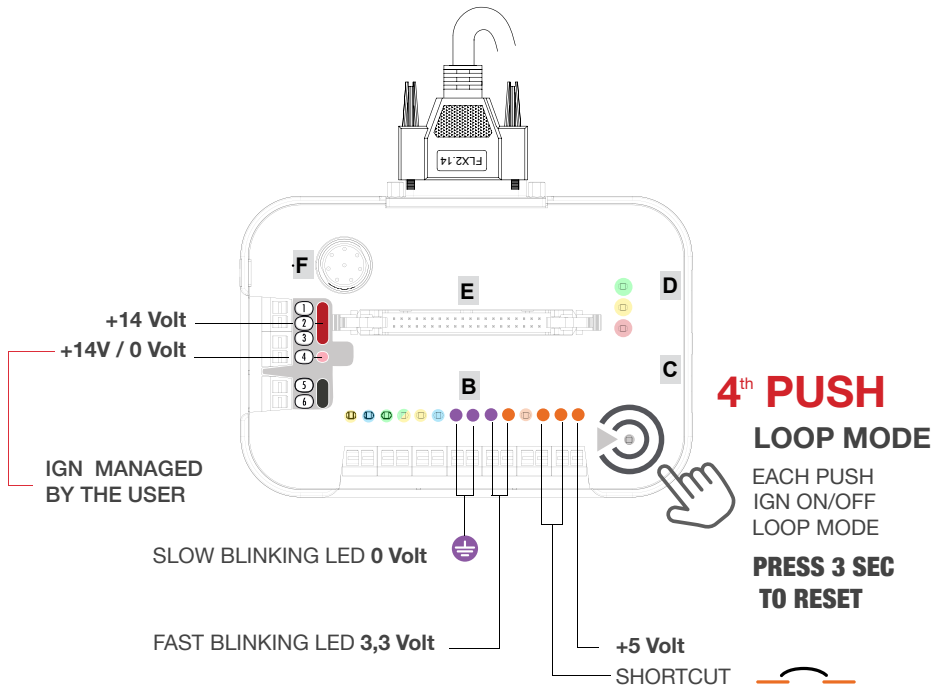 FLX2.14
F
E
D
1
2
3
4
5
6
+14 Volt
+14V / 0 Volt
C
B
4th PUSH
LOOP MODE
EACH PUSH
IGN ON/OFF
LOOP MODE
PRESS 3 SEC
TO RESET
IGN MANAGED
BY THE USER
SLOW BLINKING LED 0 Volt
FAST BLINKING LED 3,3 Volt
+5 Volt
SHORTCUT